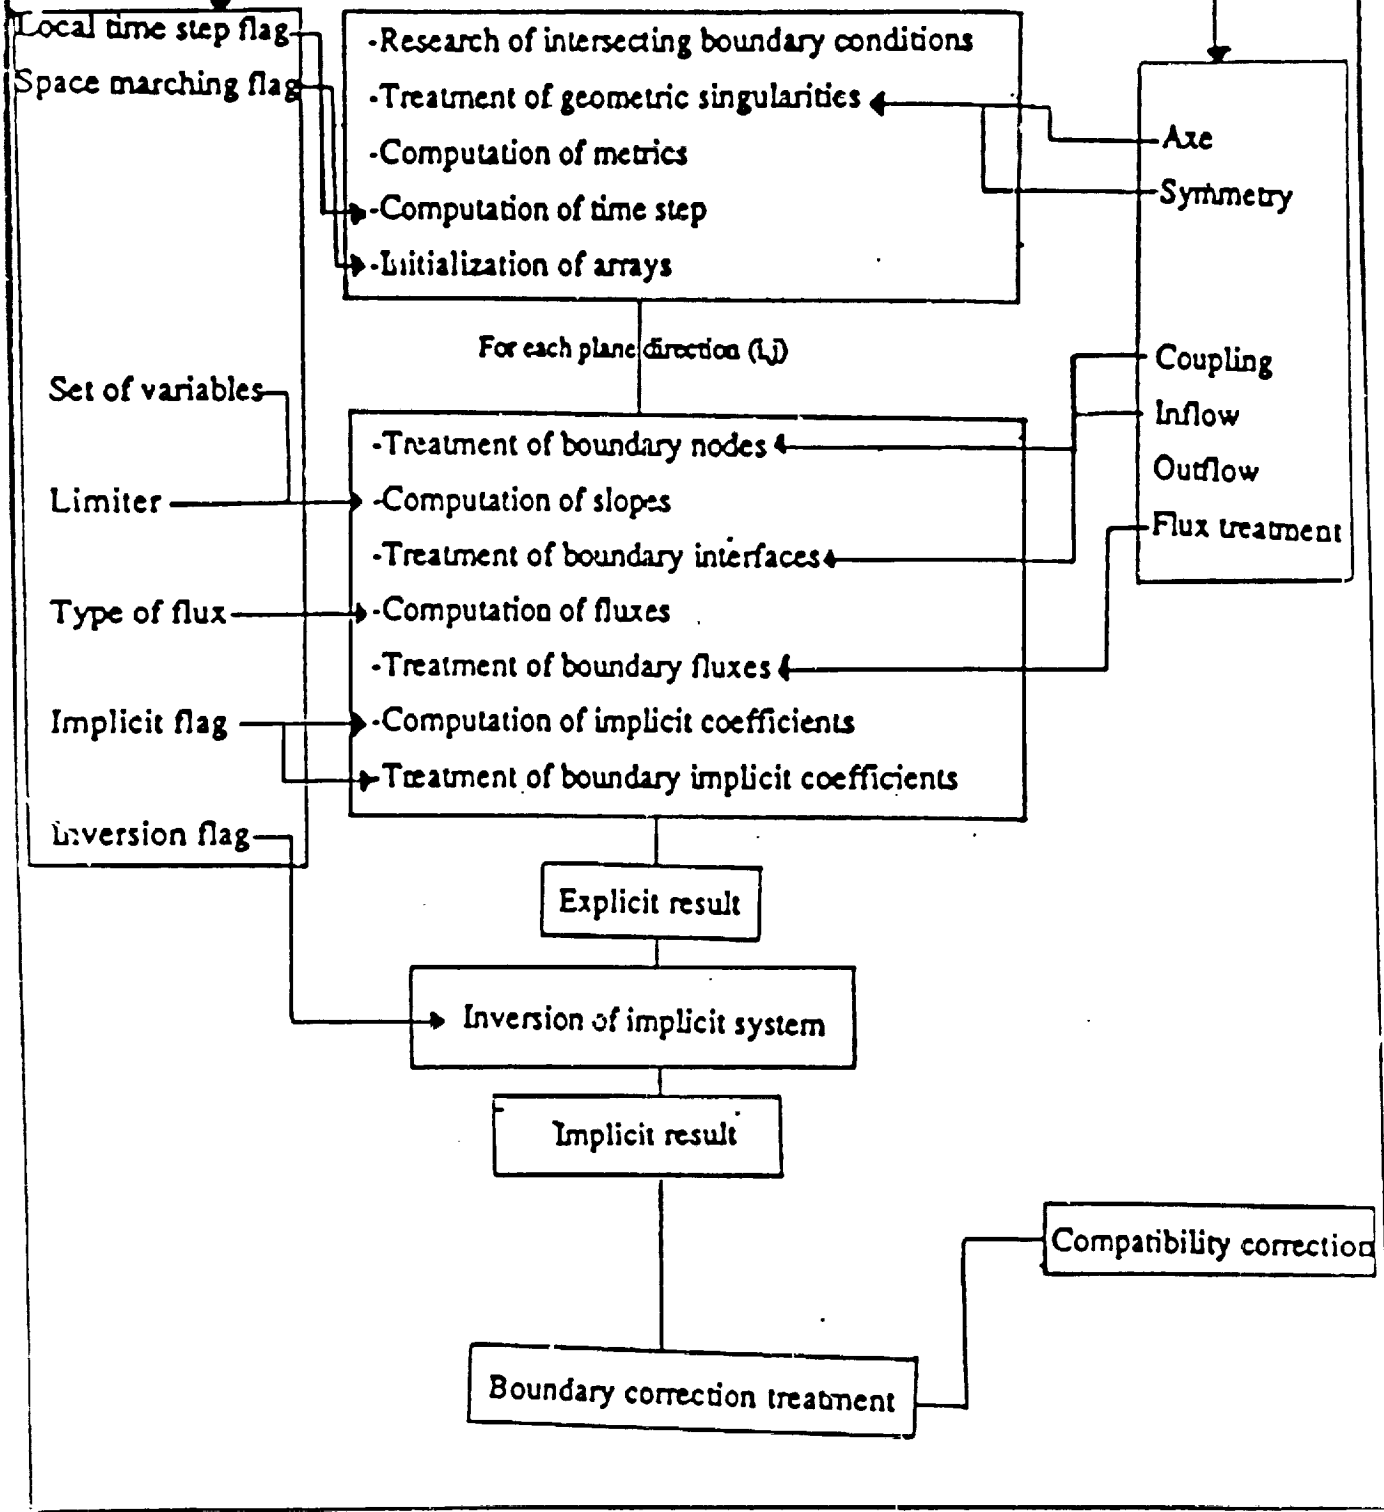 Local time step flag
Space marching flag
-Research of intersecting boundary conditions
-Treatment of geometric singularities
-Computation of metrics
-Computation of time step
-Initialization of arrays
Axe
Symmetry
Coupling
Inflow
Outflow
Flux treatment
For each plane direction (i,j)
Set of variables
Limiter
Type of flux
Implicit flag
Inversion flag
-Treatment of boundary nodes
-Computation of slopes
-Treatment of boundary interfaces
-Computation of fluxes
-Treatment of boundary fluxes
-Computation of implicit coefficients
-Treatment of boundary implicit coefficients
Explicit result
Inversion of implicit system
Implicit result
Compatibility correction
Boundary correction treatment